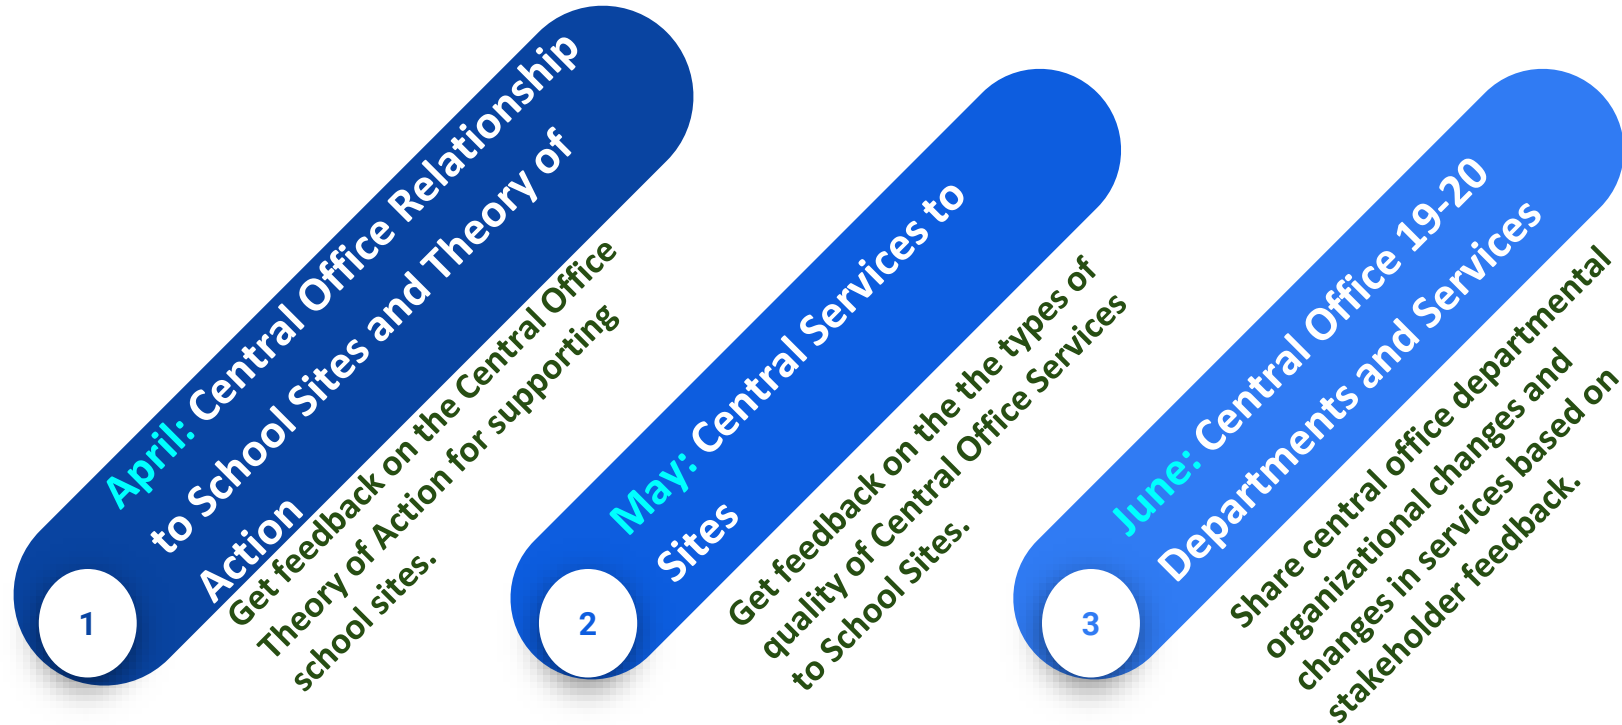 April: Central Office Relationship
to School Sites and Theory of
Action
Get feedback on the Central Office
Theory of Action for supporting
school sites.
1
May: Central Services to
Sites
Get feedback on the the types of
quality of Central Office Services
to School Sites.
2
June: Central Office 19-20
Departments and Services
Share central office departmental
organizational changes and
changes in services based on
stakeholder feedback.
3